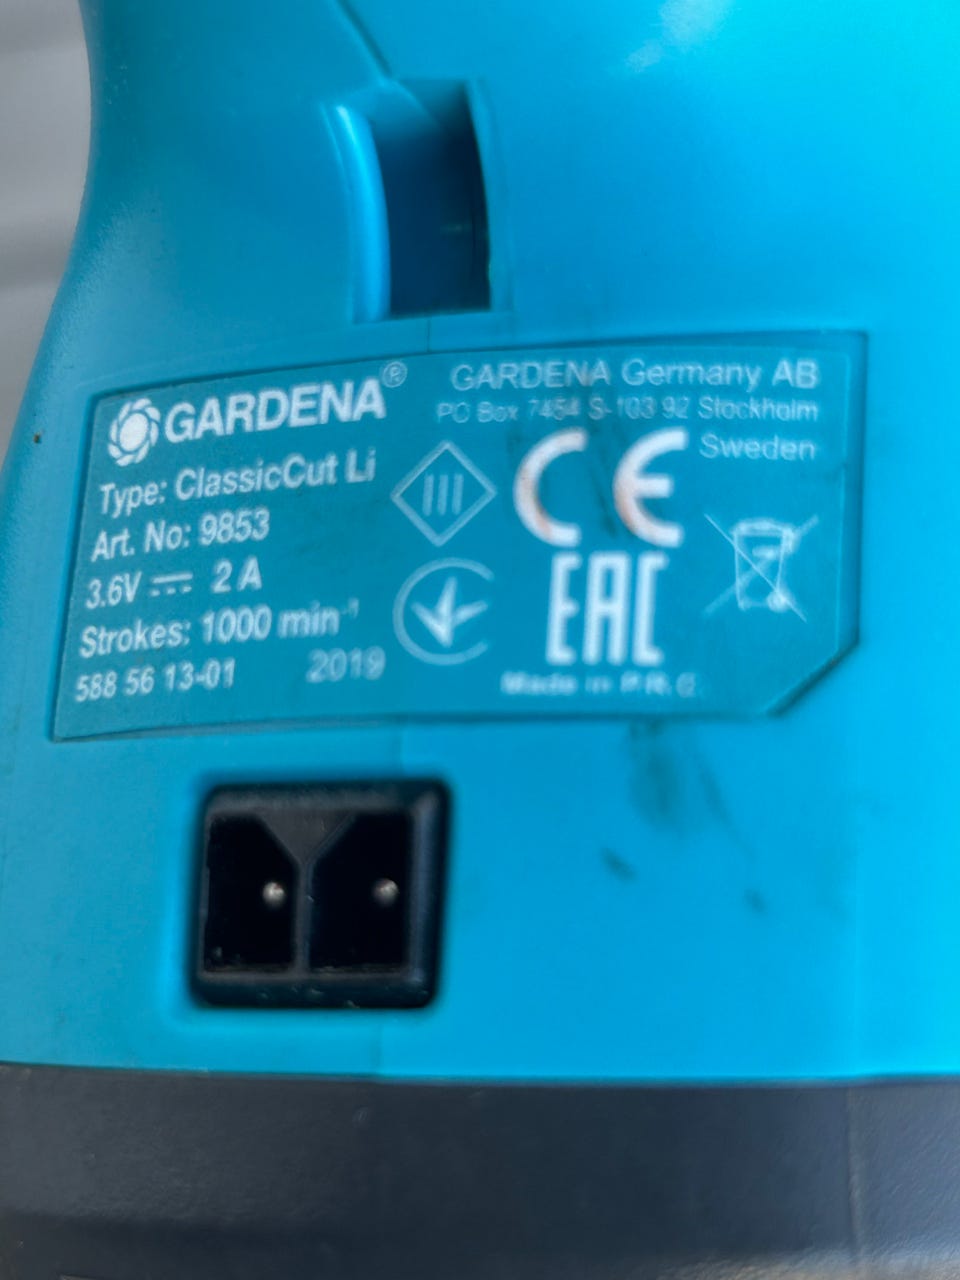 GARDENA®
Type: ClassicCut Li
Art. No: 9853
3.6V ⎓ 2 A
Strokes: 1000 min⁻¹
588 56 13-01 2019
GARDENA Germany AB
PO Box 7454 S-103 92 Stockholm
Sweden
III
CE
EAC
Made in P.R.C.